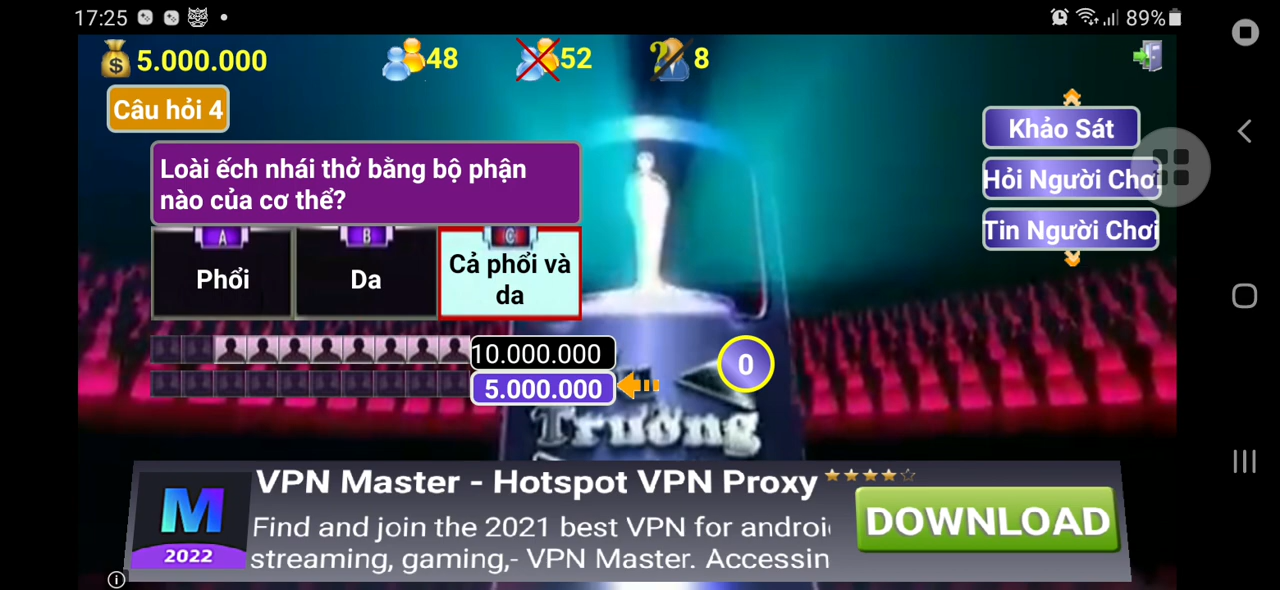 17:25
89%
5.000.000
48
52
8
Câu hỏi 4
Khảo Sát
Hỏi Người Chơi
Tin Người Chơi
Loài ếch nhái thở bằng bộ phận
nào của cơ thể?
A
B
C
Phổi
Da
Cả phổi và
da
10.000.000
0
5.000.000
Trường
VPN Master - Hotspot VPN Proxy
M
2022
Find and join the 2021 best VPN for androi
streaming, gaming,- VPN Master. Accessin
DOWNLOAD